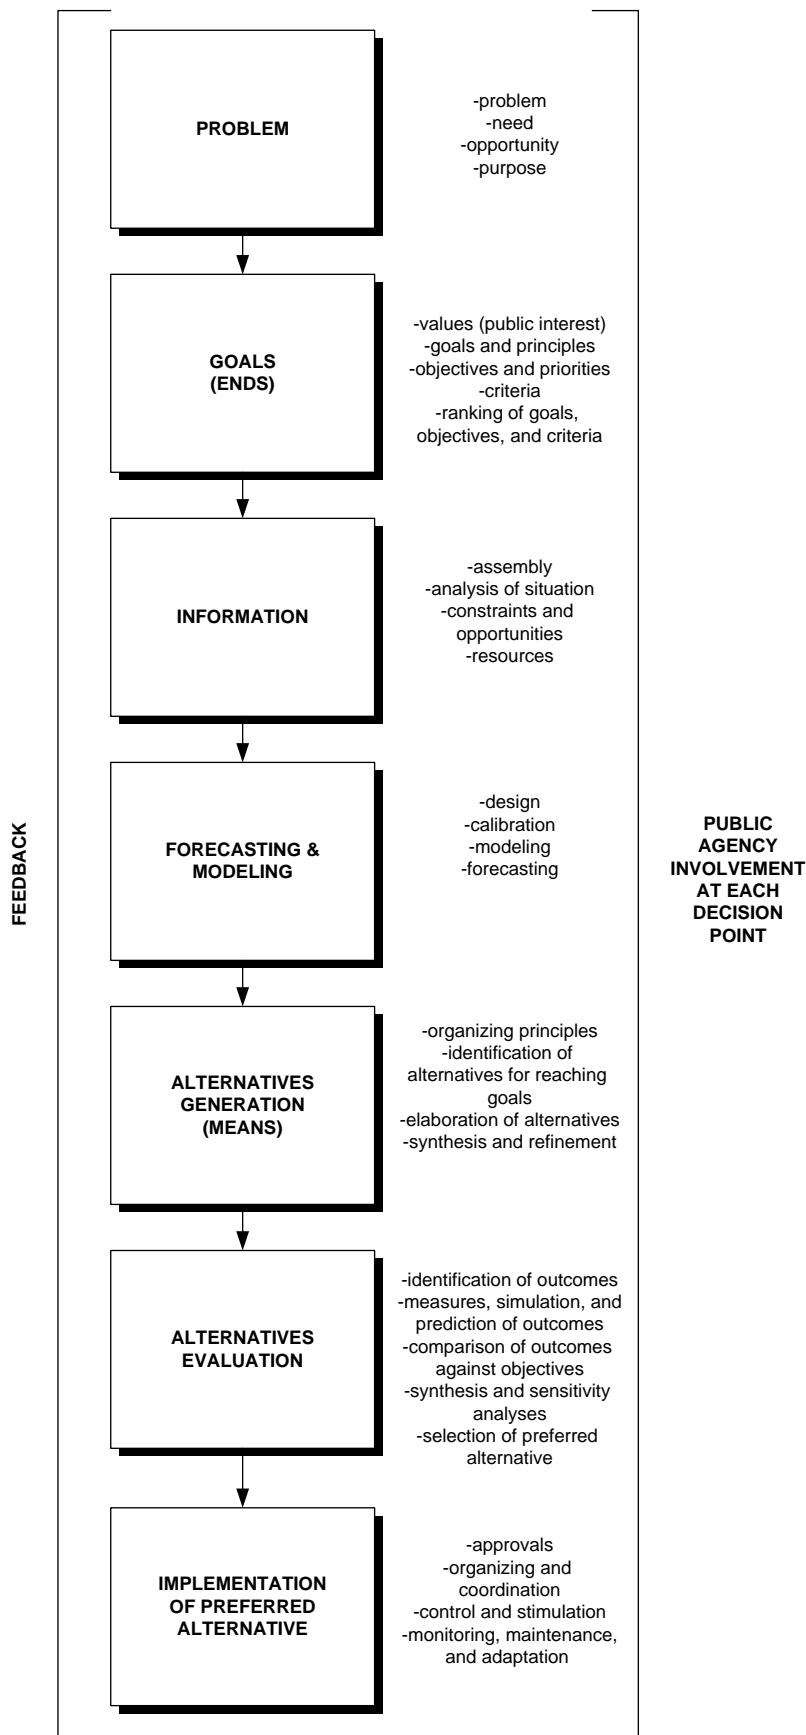 PROBLEM
-problem
-need
-opportunity
-purpose
GOALS
(ENDS)
-values (public interest)
-goals and principles
-objectives and priorities
-criteria
-ranking of goals,
objectives, and criteria
INFORMATION
-assembly
-analysis of situation
-constraints and
opportunities
-resources
FEEDBACK
FORECASTING &
MODELING
-design
-calibration
-modeling
-forecasting
PUBLIC
AGENCY
INVOLVEMENT
AT EACH
DECISION
POINT
ALTERNATIVES
GENERATION
(MEANS)
-organizing principles
-identification of
alternatives for reaching
goals
-elaboration of alternatives
-synthesis and refinement
ALTERNATIVES
EVALUATION
-identification of outcomes
-measures, simulation, and
prediction of outcomes
-comparison of outcomes
against objectives
-synthesis and sensitivity
analyses
-selection of preferred
alternative
IMPLEMENTATION
OF PREFERRED
ALTERNATIVE
-approvals
-organizing and
coordination
-control and stimulation
-monitoring, maintenance,
and adaptation